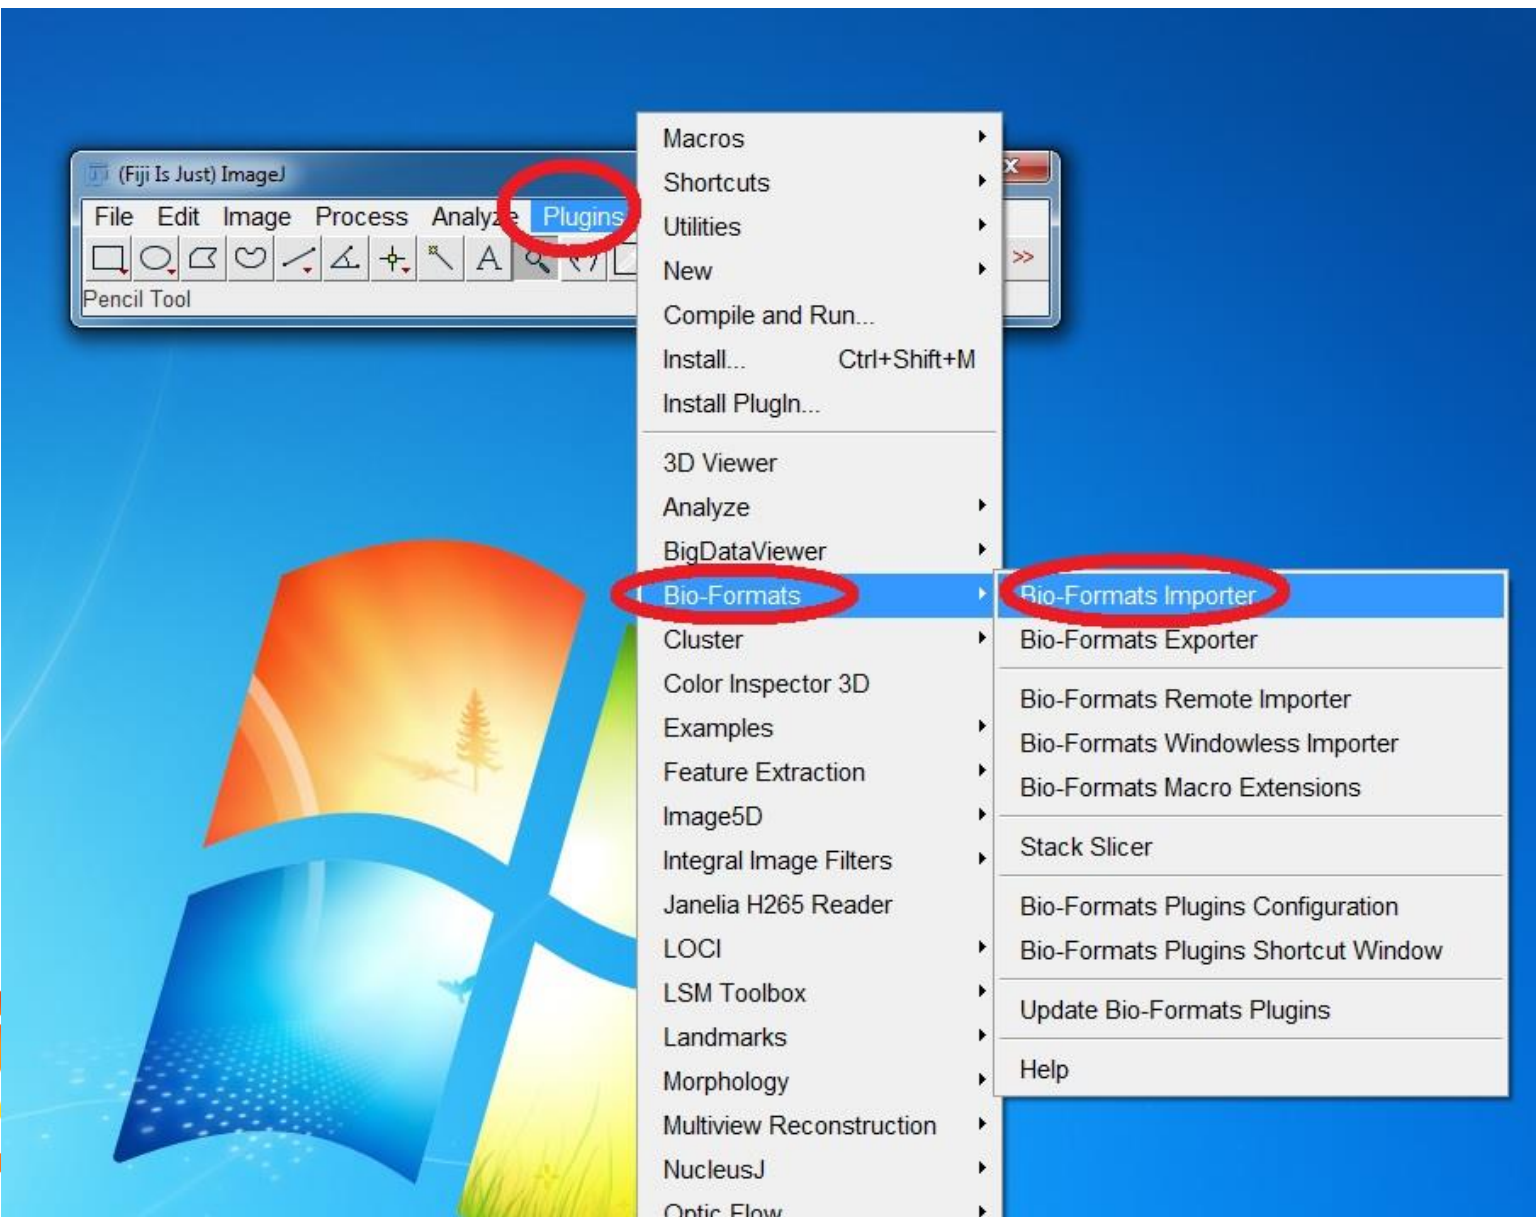 (Fiji Is Just) ImageJ
File Edit Image Process Analyze Plugins
A >>
Pencil Tool
Macros
Shortcuts
Utilities
New
Compile and Run...
Install... Ctrl+Shift+M
Install PlugIn...
3D Viewer
Analyze
BigDataViewer
Bio-Formats
Cluster
Color Inspector 3D
Examples
Feature Extraction
Image5D
Integral Image Filters
Janelia H265 Reader
LOCI
LSM Toolbox
Landmarks
Morphology
Multiview Reconstruction
NucleusJ
Optic Flow
Bio-Formats Importer
Bio-Formats Exporter
Bio-Formats Remote Importer
Bio-Formats Windowless Importer
Bio-Formats Macro Extensions
Stack Slicer
Bio-Formats Plugins Configuration
Bio-Formats Plugins Shortcut Window
Update Bio-Formats Plugins
Help